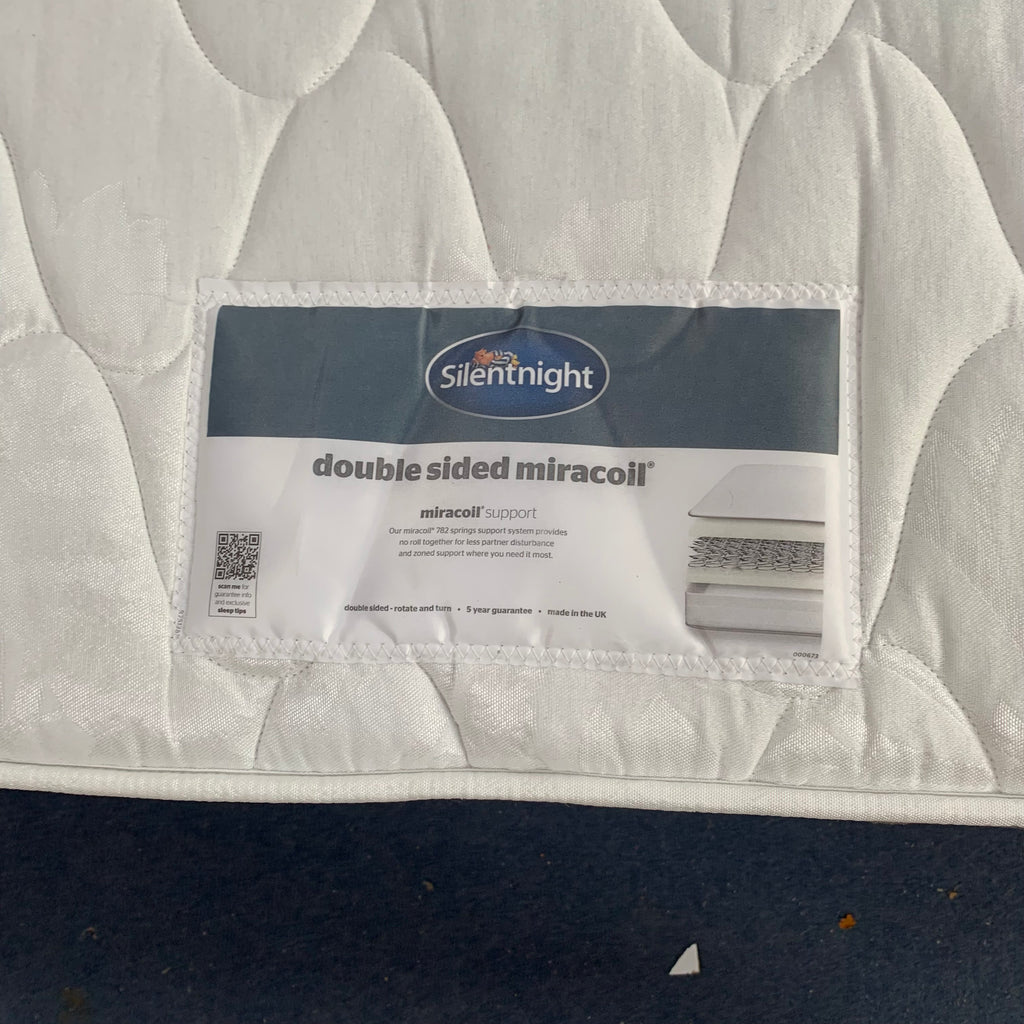 Silentnight
double sided miracoil®
miracoil® support
Our miracoil® 782 springs support system provides
no roll together for less partner disturbance
and zoned support where you need it most.
scan me for
guarantee info
and exclusive
sleep tips
double sided - rotate and turn • 5 year guarantee • made in the UK
000673